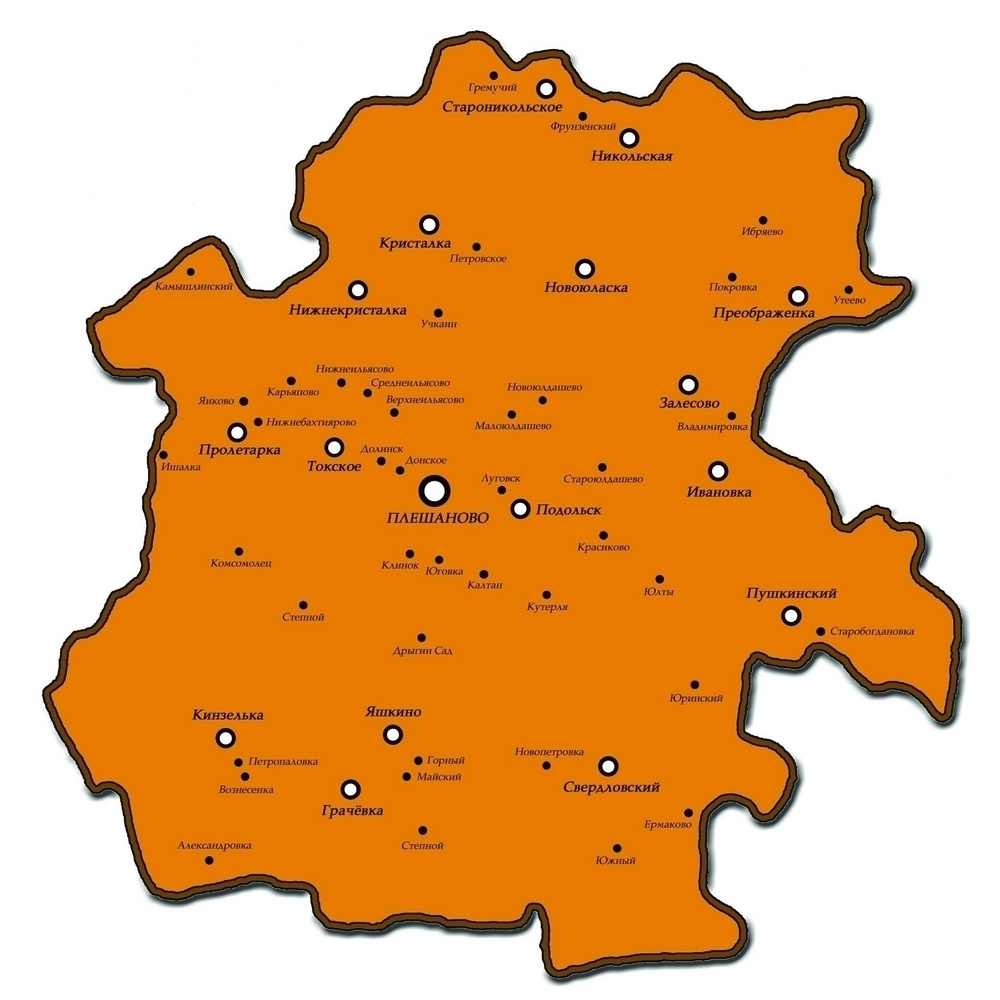 Гремучий
Староникольское
Фрунзенский
Никольская
Ибряево
Кристалка
Петровское
Камышлинский
Новоюласка
Покровка
Утеево
Нижнекристалка
Преображенка
Учкаин
Нижнеильясово
Карьяпово
Среднеильясово
Новоюлдашево
Яиково
Верхнеильясово
Залесово
Нижнебахтиярово
Малоюлдашево
Владимировка
Пролетарка
Долинск
Ишалка
Токское
Донское
Луговск
Староюлдашево
Ивановка
ПЛЕШАНОВО
Подольск
Красиково
Комсомолец
Клинок
Юговка
Калтан
Юлты
Пушкинский
Кутерля
Степной
Старобогдановка
Дрыгин Сад
Юринский
Кинзелька
Яшкино
Новопетровка
Петропаловка
Горный
Майский
Вознесенка
Свердловский
Грачёвка
Ермаково
Александровка
Степной
Южный